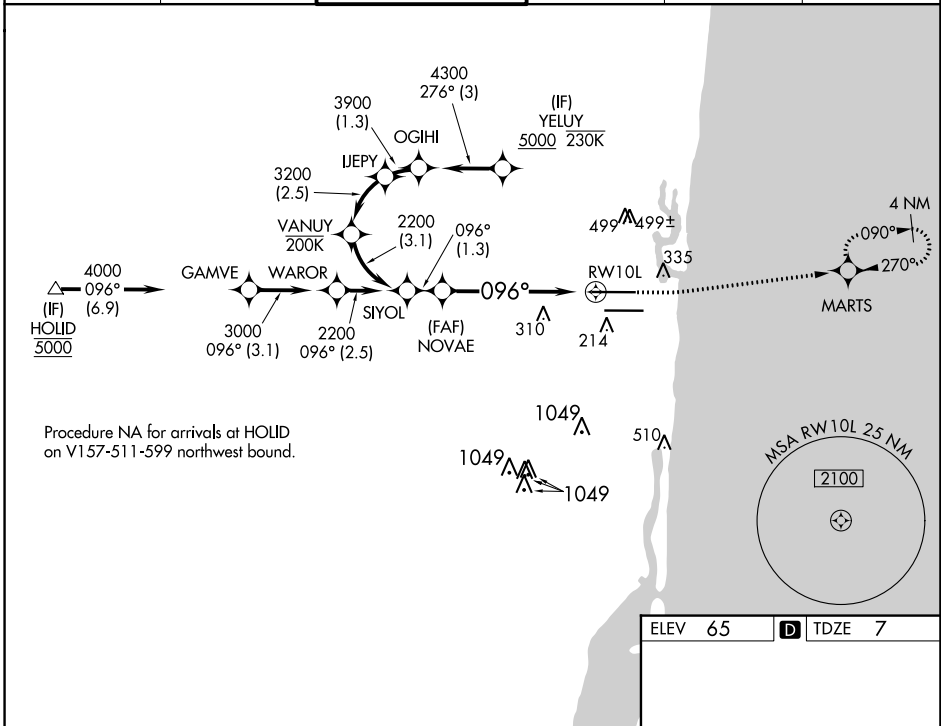 4300
276° (3)
(IF)
YELUY
5000 230K
3900
(1.3)
OGIHI
IJEPY
3200
(2.5)
VANUY
200K
2200
(3.1)
096°
(1.3)
499 499±
335
4 NM
090°
270°
MARTS
4000
096°
(6.9)
(IF)
HOLID
5000
GAMVE
WAROR
SIYOL
096°
RW10L
3000
096° (3.1)
2200
096° (2.5)
(FAF)
NOVAE
310
214
Procedure NA for arrivals at HOLID
on V157-511-599 northwest bound.
1049
510
1049
1049
MSA RW10L 25 NM
2100
ELEV 65 D TDZE 7